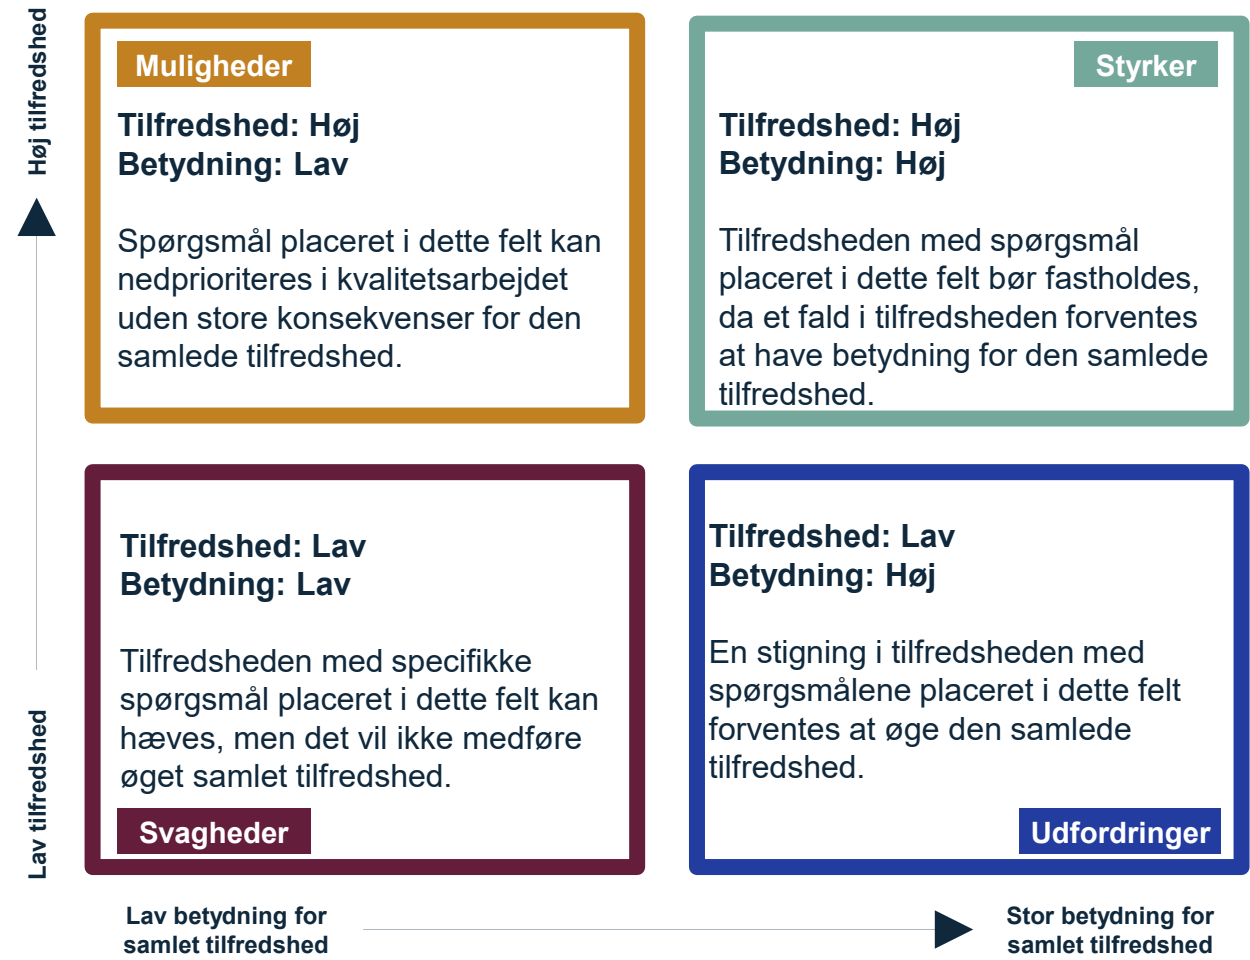 Høj tilfredshed
Muligheder
Tilfredshed: Høj
Betydning: Lav
Spørgsmål placeret i dette felt kan
nedprioriteres i kvalitetsarbejdet
uden store konsekvenser for den
samlede tilfredshed.
Styrker
Tilfredshed: Høj
Betydning: Høj
Tilfredsheden med spørgsmål
placeret i dette felt bør fastholdes,
da et fald i tilfredsheden forventes
at have betydning for den samlede
tilfredshed.
Lav tilfredshed
Tilfredshed: Lav
Betydning: Lav
Tilfredsheden med specifikke
spørgsmål placeret i dette felt kan
hæves, men det vil ikke medføre
øget samlet tilfredshed.
Svagheder
Tilfredshed: Lav
Betydning: Høj
En stigning i tilfredsheden med
spørgsmålene placeret i dette felt
forventes at øge den samlede
tilfredshed.
Udfordringer
Lav betydning for
samlet tilfredshed
Stor betydning for
samlet tilfredshed